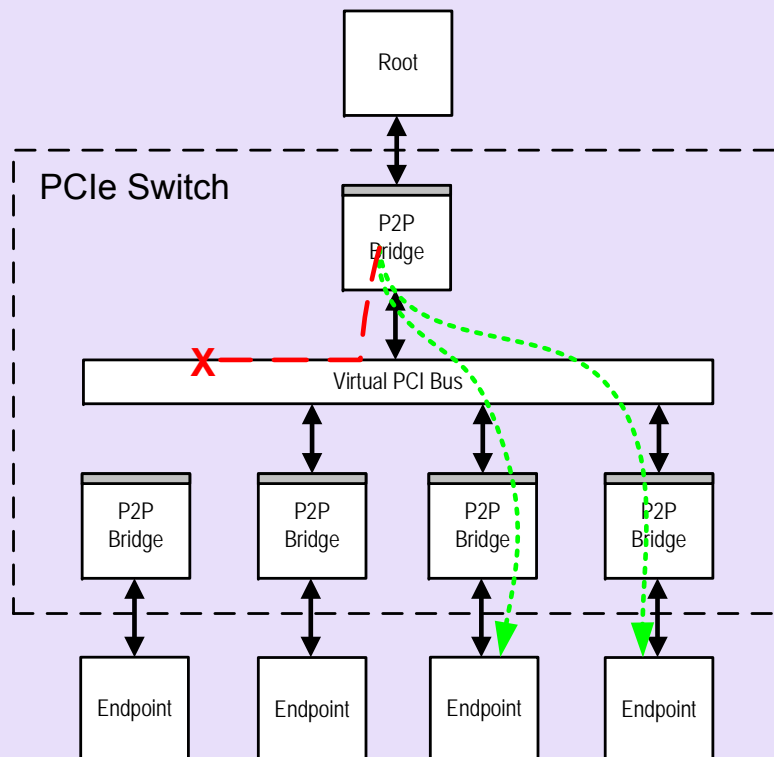 Root
PCIe Switch
P2P
Bridge
X
Virtual PCI Bus
P2P
Bridge
P2P
Bridge
P2P
Bridge
P2P
Bridge
Endpoint
Endpoint
Endpoint
Endpoint